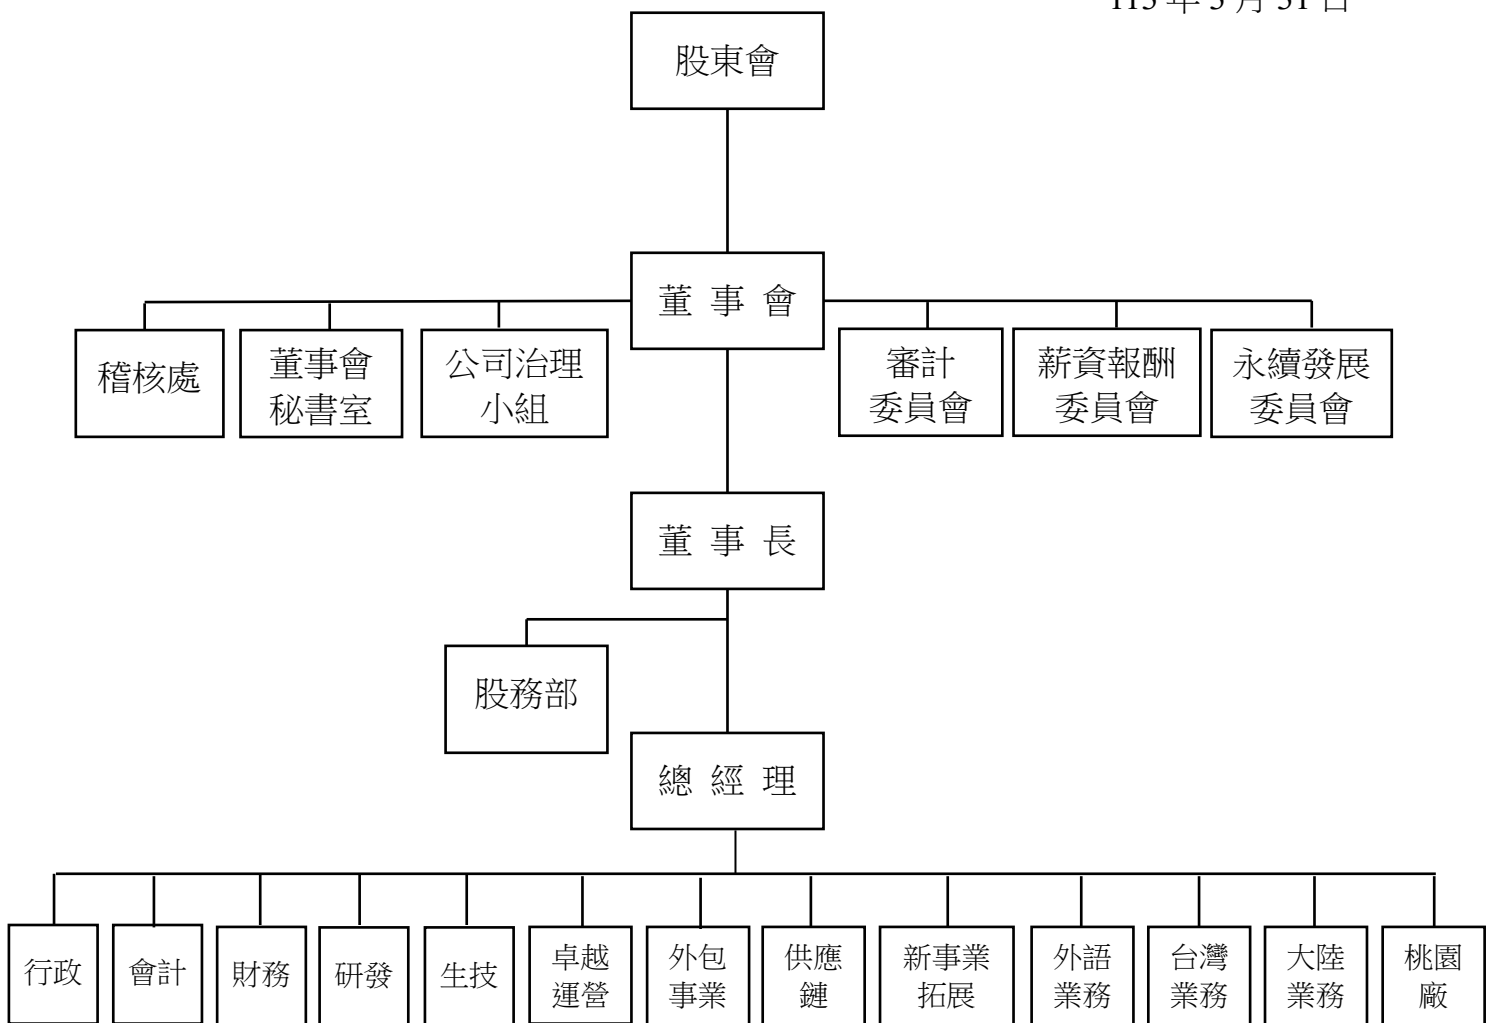 股東會
董 事 會
稽核處
董事會
秘書室
公司治理
小組
審計
委員會
薪資報酬
委員會
永續發展
委員會
董 事 長
股務部
總 經 理
行政
會計
財務
研發
生技
卓越
運營
外包
事業
供應
鏈
新事業
拓展
外語
業務
台灣
業務
大陸
業務
桃園
廠